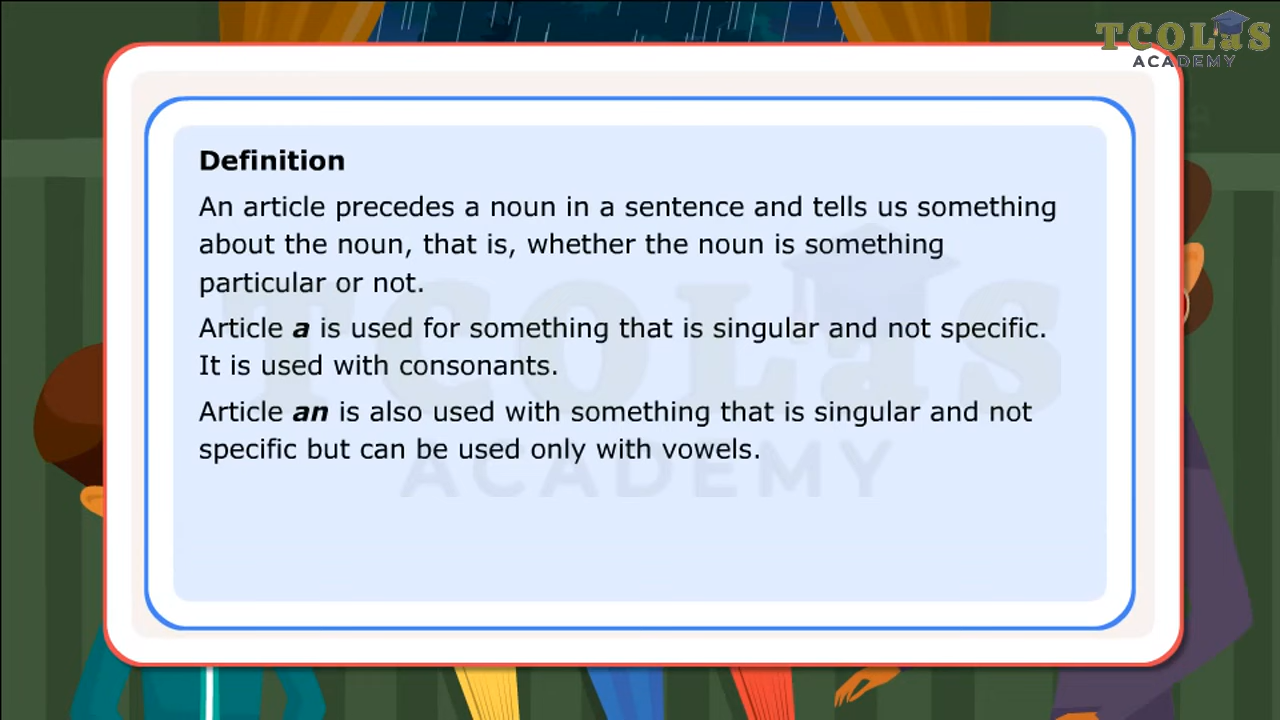 TCOLaS
ACADEMY
Definition
An article precedes a noun in a sentence and tells us something
about the noun, that is, whether the noun is something
particular or not.
Article a is used for something that is singular and not specific.
It is used with consonants.
Article an is also used with something that is singular and not
specific but can be used only with vowels.
TCOLaS
ACADEMY